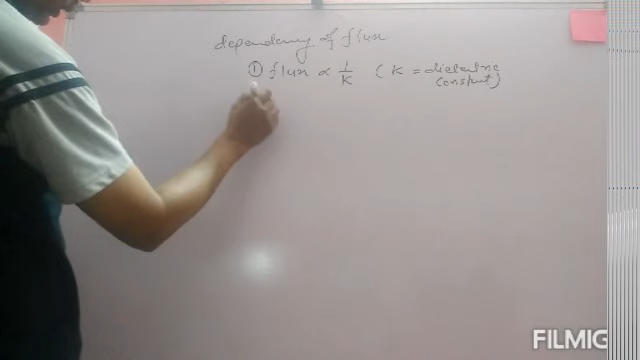 dependency of flux
① flux ∝ 1/K ( K = dielectric
constant)
FILMIG